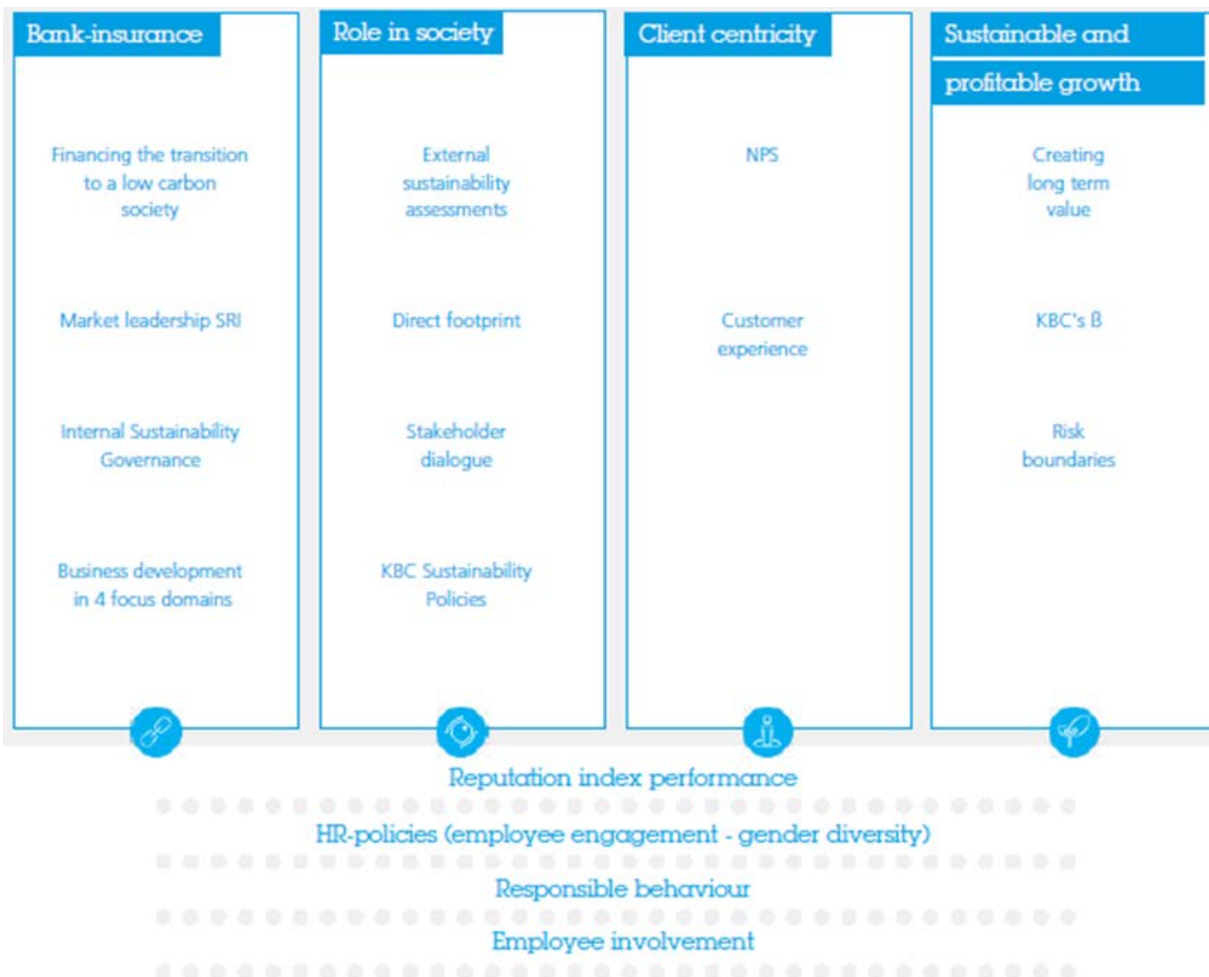 Bank-insurance
Financing the transition
to a low carbon
society
Market leadership SRI
Internal Sustainability
Governance
Business development
in 4 focus domains
Role in society
External
sustainability
assessments
Direct footprint
Stakeholder
dialogue
KBC Sustainability
Policies
Client centricity
NPS
Customer
experience
Sustainable and
profitable growth
Creating
long term
value
KBC's ß
Risk
boundaries
Reputation index performance
HR-policies (employee engagement - gender diversity)
Responsible behaviour
Employee involvement